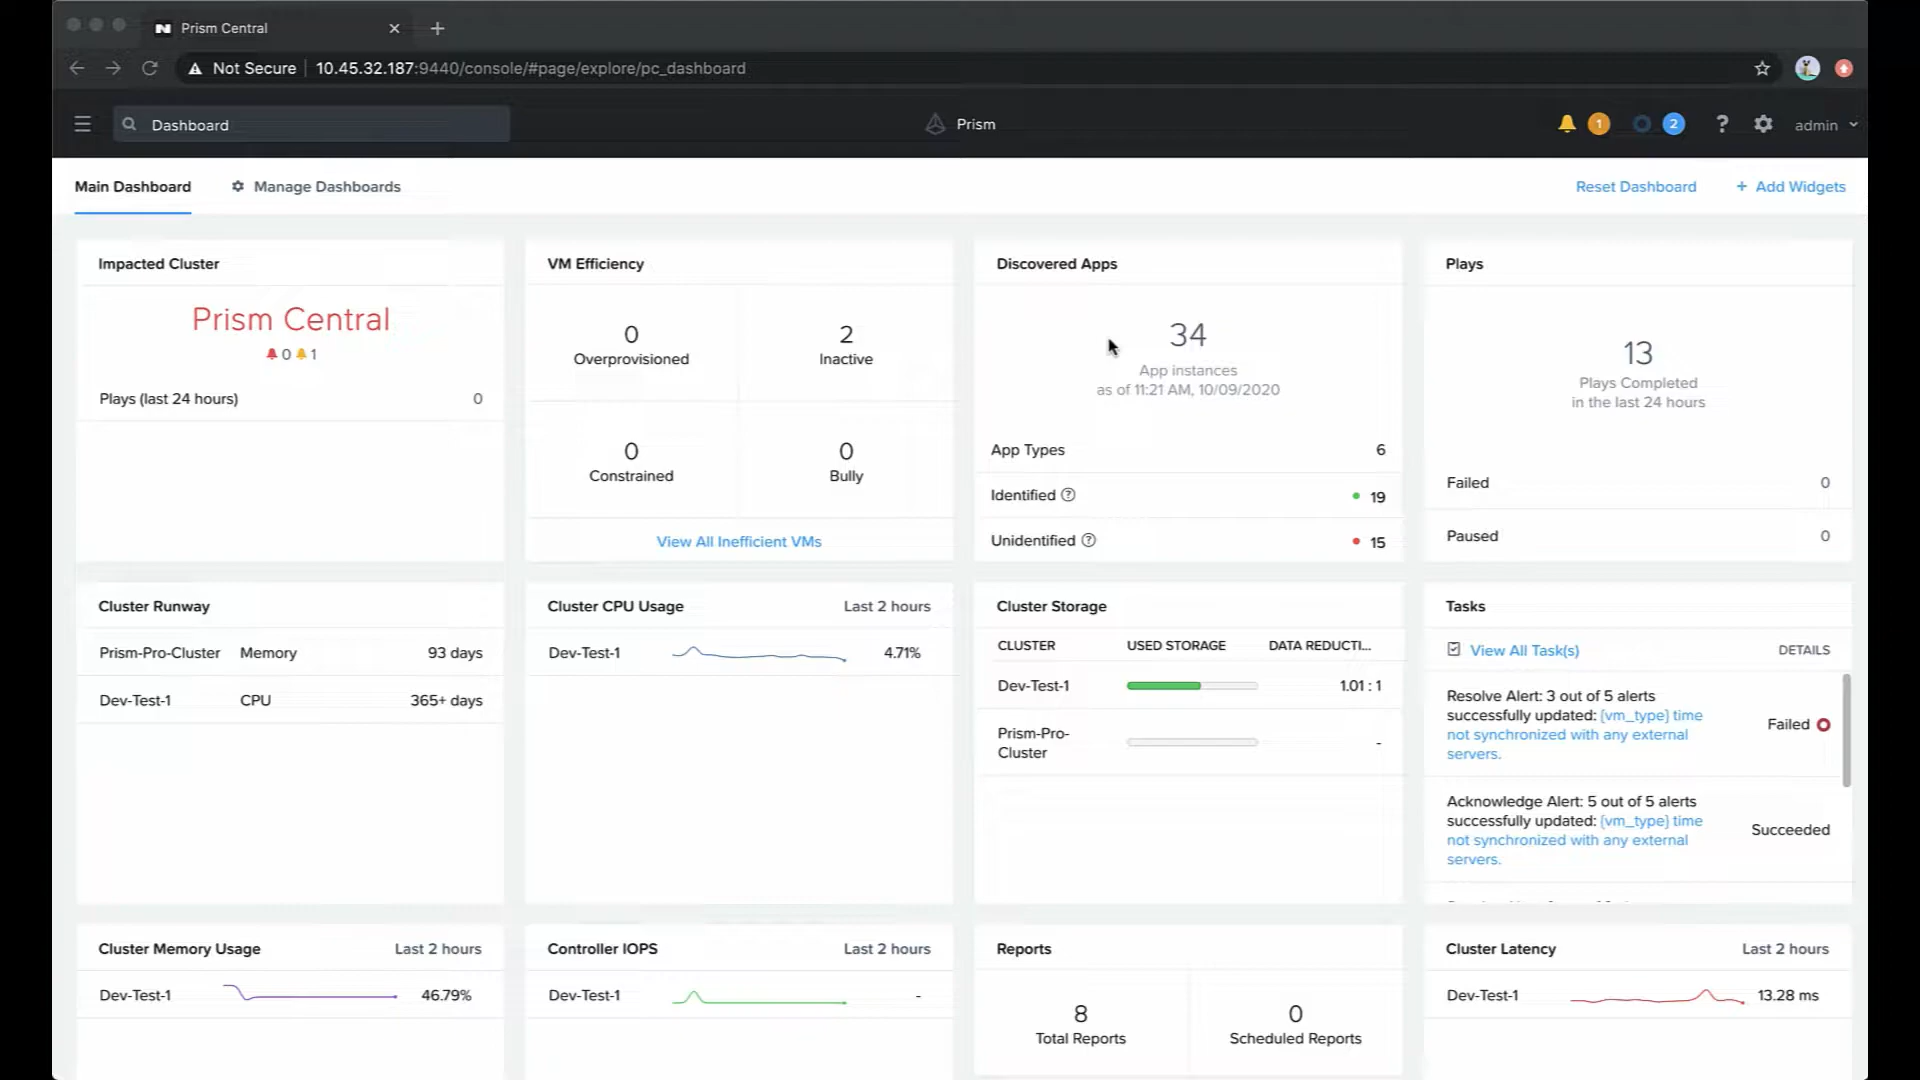 Prism Central
Not Secure 10.45.32.187:9440/console/#page/explore/pc_dashboard
Dashboard
Prism
1
2
?
admin
Main Dashboard
Manage Dashboards
Reset Dashboard
+ Add Widgets
Impacted Cluster
Prism Central
0 1
Plays (last 24 hours) 0
VM Efficiency
0
Overprovisioned
2
Inactive
0
Constrained
0
Bully
View All Inefficient VMs
Discovered Apps
34
App instances
as of 11:21 AM, 10/09/2020
App Types 6
Identified ? 19
Unidentified ? 15
Plays
13
Plays Completed
in the last 24 hours
Failed 0
Paused 0
Cluster Runway
Prism-Pro-Cluster Memory 93 days
Dev-Test-1 CPU 365+ days
Cluster CPU Usage Last 2 hours
Dev-Test-1 4.71%
Cluster Storage
CLUSTER USED STORAGE DATA REDUCTI...
Dev-Test-1 1.01 : 1
Prism-Pro-
Cluster -
Tasks
View All Task(s) DETAILS
Resolve Alert: 3 out of 5 alerts
successfully updated: {vm_type} time
not synchronized with any external
servers.
Failed
Acknowledge Alert: 5 out of 5 alerts
successfully updated: {vm_type} time
not synchronized with any external
servers.
Succeeded
Cluster Memory Usage Last 2 hours
Dev-Test-1 46.79%
Controller IOPS Last 2 hours
Dev-Test-1 -
Reports
8
Total Reports
0
Scheduled Reports
Cluster Latency Last 2 hours
Dev-Test-1 13.28 ms